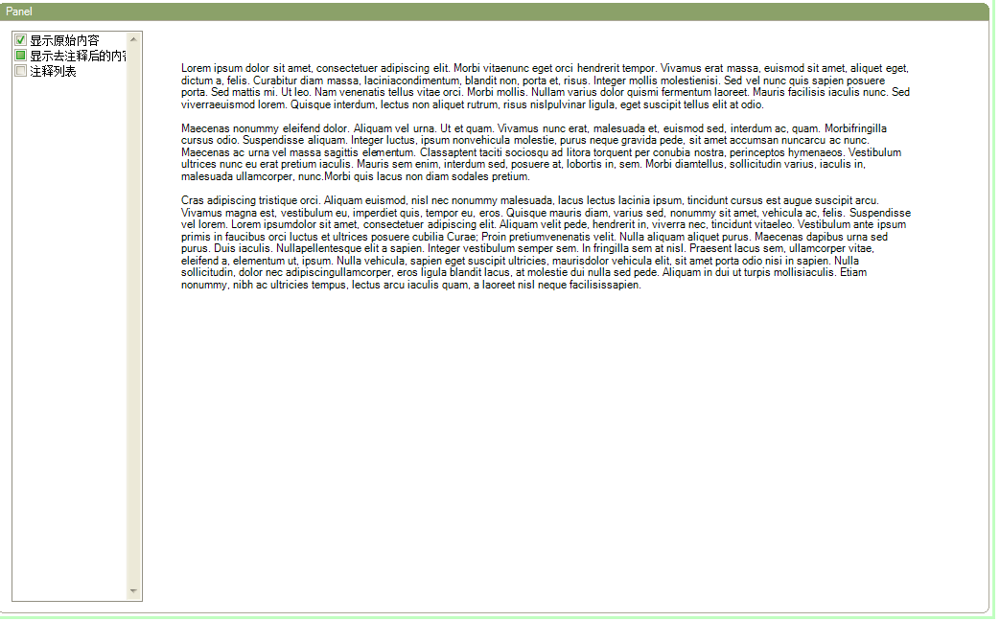 Panel
显示原始内容
显示去注释后的内
注释列表
Lorem ipsum dolor sit amet, consectetuer adipiscing elit. Morbi vitaenunc eget orci hendrerit tempor. Vivamus erat massa, euismod sit amet, aliquet eget,
dictum a, felis. Curabitur diam massa, laciniacondimentum, blandit non, porta et, risus. Integer mollis molestienisi. Sed vel nunc quis sapien posuere
porta. Sed mattis mi. Ut leo. Nam venenatis tellus vitae orci. Morbi mollis. Nullam varius dolor quismi fermentum laoreet. Mauris facilisis iaculis nunc. Sed
viverraeuismod lorem. Quisque interdum, lectus non aliquet rutrum, risus nislpulvinar ligula, eget suscipit tellus elit at odio.
Maecenas nonummy eleifend dolor. Aliquam vel urna. Ut et quam. Vivamus nunc erat, malesuada et, euismod sed, interdum ac, quam. Morbifringilla
cursus odio. Suspendisse aliquam. Integer luctus, ipsum nonvehicula molestie, purus neque gravida pede, sit amet accumsan nuncarcu ac nunc.
Maecenas ac urna vel massa sagittis elementum. Classaptent taciti sociosqu ad litora torquent per conubia nostra, perinceptos hymenaeos. Vestibulum
ultrices nunc eu erat pretium iaculis. Mauris sem enim, interdum sed, posuere at, lobortis in, sem. Morbi diamtellus, sollicitudin varius, iaculis in,
malesuada ullamcorper, nunc.Morbi quis lacus non diam sodales pretium.
Cras adipiscing tristique orci. Aliquam euismod, nisl nec nonummy malesuada, lacus lectus lacinia ipsum, tincidunt cursus est augue suscipit arcu.
Vivamus magna est, vestibulum eu, imperdiet quis, tempor eu, eros. Quisque mauris diam, varius sed, nonummy sit amet, vehicula ac, felis. Suspendisse
vel lorem. Lorem ipsumdolor sit amet, consectetuer adipiscing elit. Aliquam velit pede, hendrerit in, viverra nec, tincidunt vitaeleo. Vestibulum ante ipsum
primis in faucibus orci luctus et ultrices posuere cubilia Curae; Proin pretiumvenenatis velit. Nulla aliquam aliquet purus. Maecenas dapibus urna sed
purus. Duis iaculis. Nullapellentesque elit a sapien. Integer vestibulum semper sem. In fringilla sem at nisl. Praesent lacus sem, ullamcorper vitae,
eleifend a, elementum ut, ipsum. Nulla vehicula, sapien eget suscipit ultricies, maurisdolor vehicula elit, sit amet porta odio nisi in sapien. Nulla
sollicitudin, dolor nec adipiscingullamcorper, eros ligula blandit lacus, at molestie dui nulla sed pede. Aliquam in dui ut turpis mollisiaculis. Etiam
nonummy, nibh ac ultricies tempus, lectus arcu iaculis quam, a laoreet nisl neque facilisissapien.